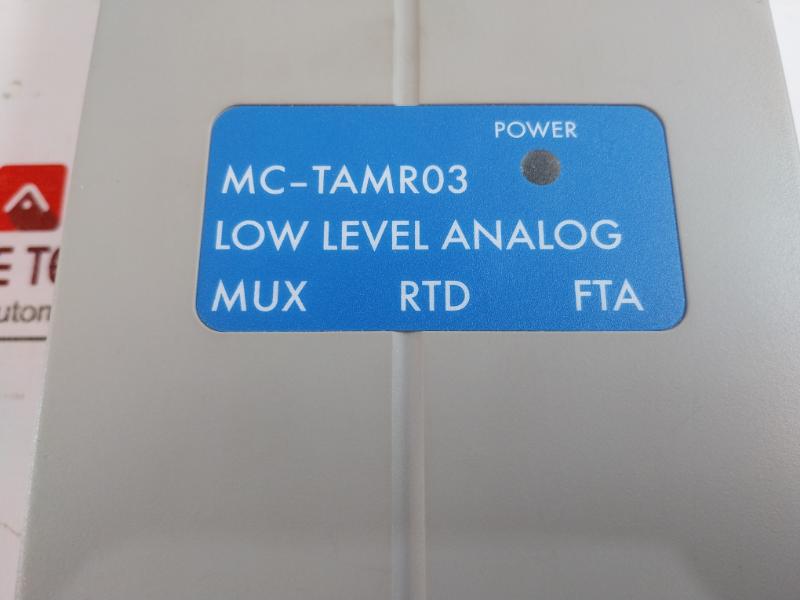 POWER
MC-TAMR03
LOW LEVEL ANALOG
MUX RTD FTA